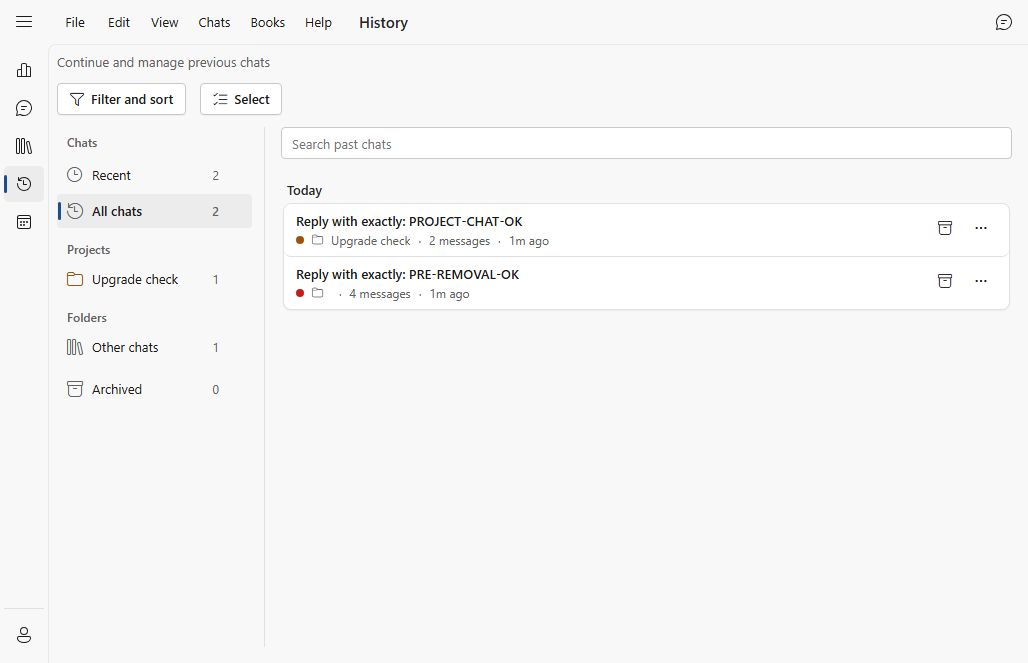 File Edit View Chats Books Help History
Continue and manage previous chats
Filter and sort Select
Chats
Recent 2
All chats 2
Projects
Upgrade check 1
Folders
Other chats 1
Archived 0
Search past chats
Today
Reply with exactly: PROJECT-CHAT-OK
Upgrade check · 2 messages · 1m ago
Reply with exactly: PRE-REMOVAL-OK
· 4 messages · 1m ago